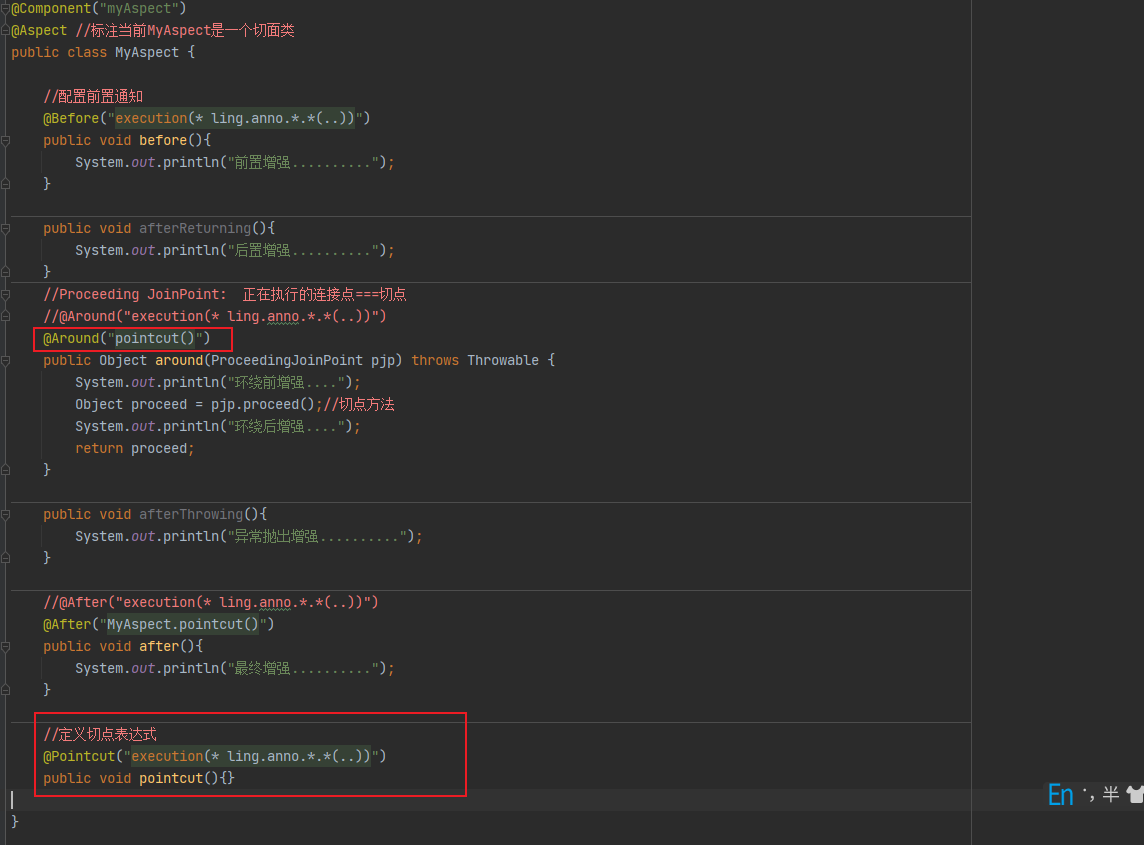 @Component("myAspect")
@Aspect //标注当前MyAspect是一个切面类
public class MyAspect {
//配置前置通知
@Before("execution(* ling.anno.*.*(..))")
public void before(){
System.out.println("前置增强..........");
}
public void afterReturning(){
System.out.println("后置增强..........");
}
//Proceeding JoinPoint:  正在执行的连接点===切点
//@Around("execution(* ling.anno.*.*(..))")
@Around("pointcut()")
public Object around(ProceedingJoinPoint pjp) throws Throwable {
System.out.println("环绕前增强....");
Object proceed = pjp.proceed();//切点方法
System.out.println("环绕后增强....");
return proceed;
}
public void afterThrowing(){
System.out.println("异常抛出增强..........");
}
//@After("execution(* ling.anno.*.*(..))")
@After("MyAspect.pointcut()")
public void after(){
System.out.println("最终增强..........");
}
//定义切点表达式
@Pointcut("execution(* ling.anno.*.*(..))")
public void pointcut(){}
En ·, 半
}